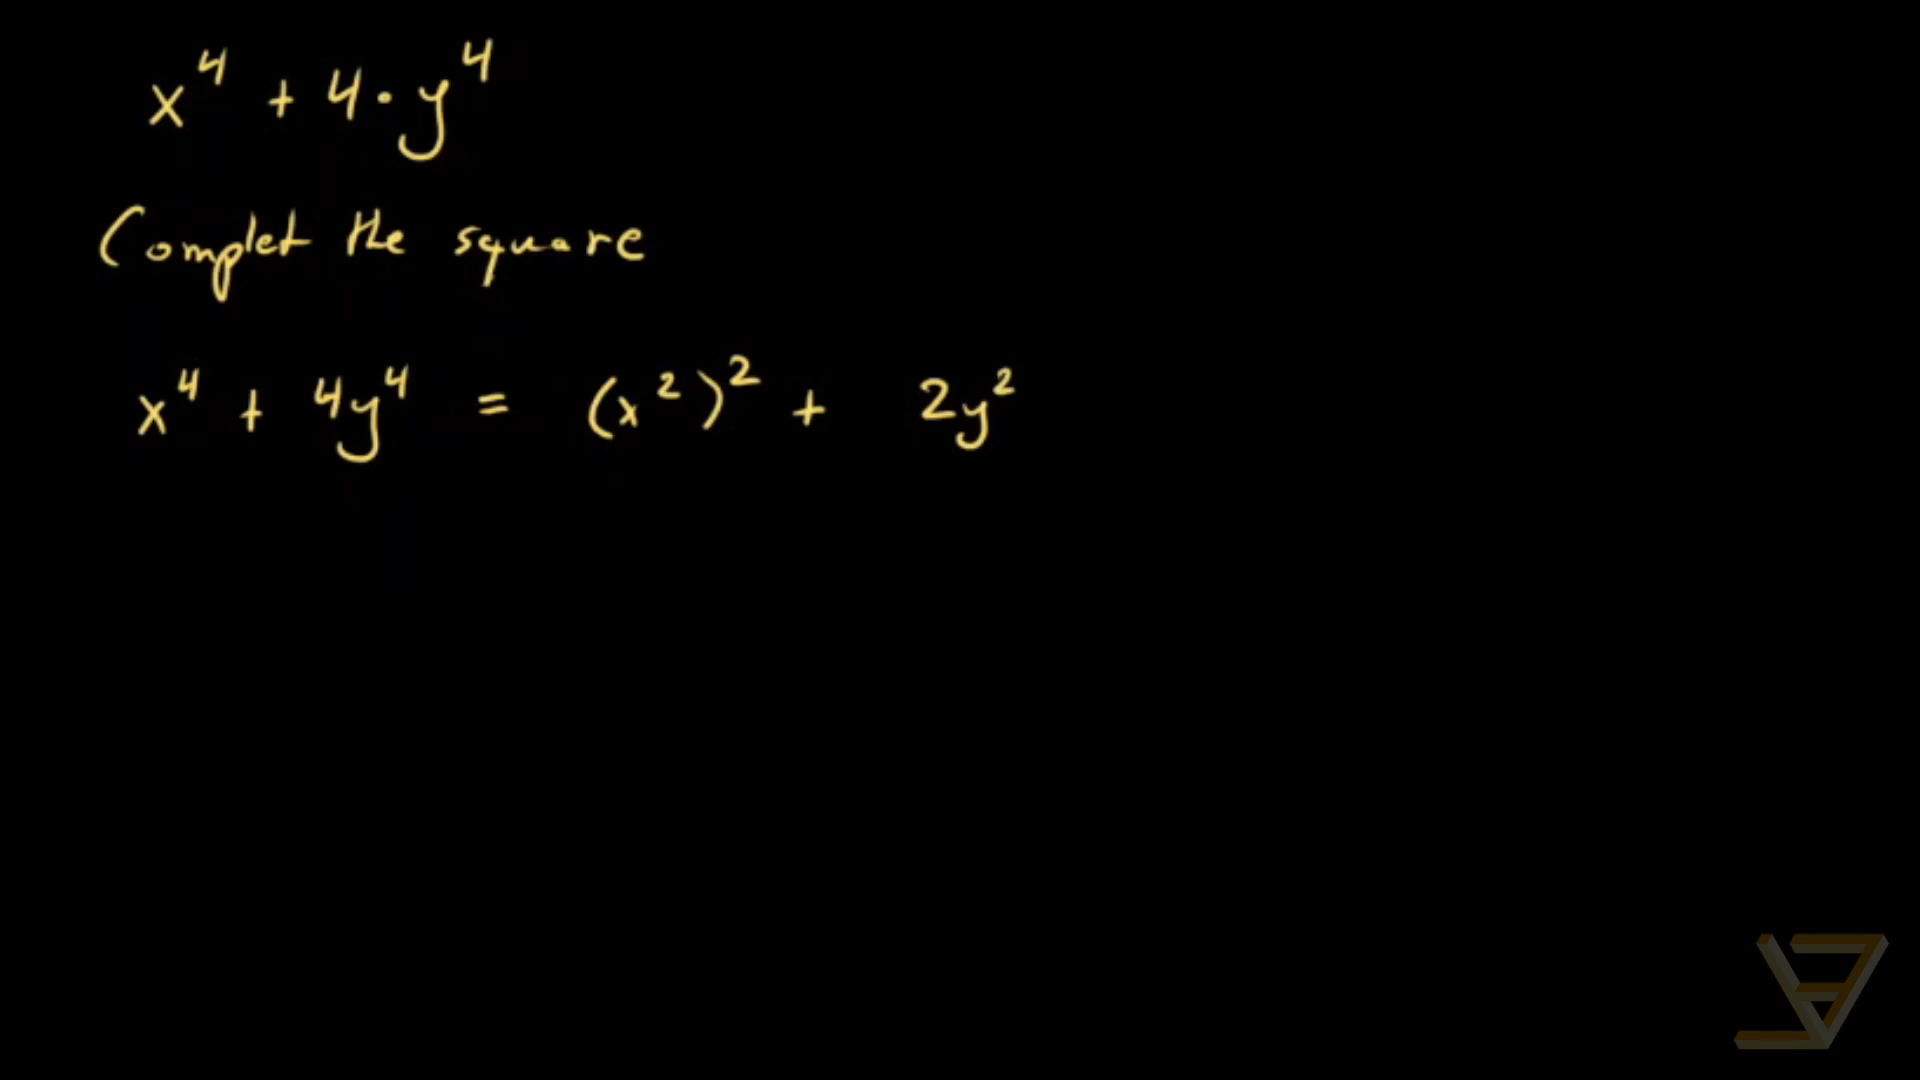 x⁴ + 4·y⁴
Complet the square
x⁴ + 4y⁴ = (x²)² + 2y²